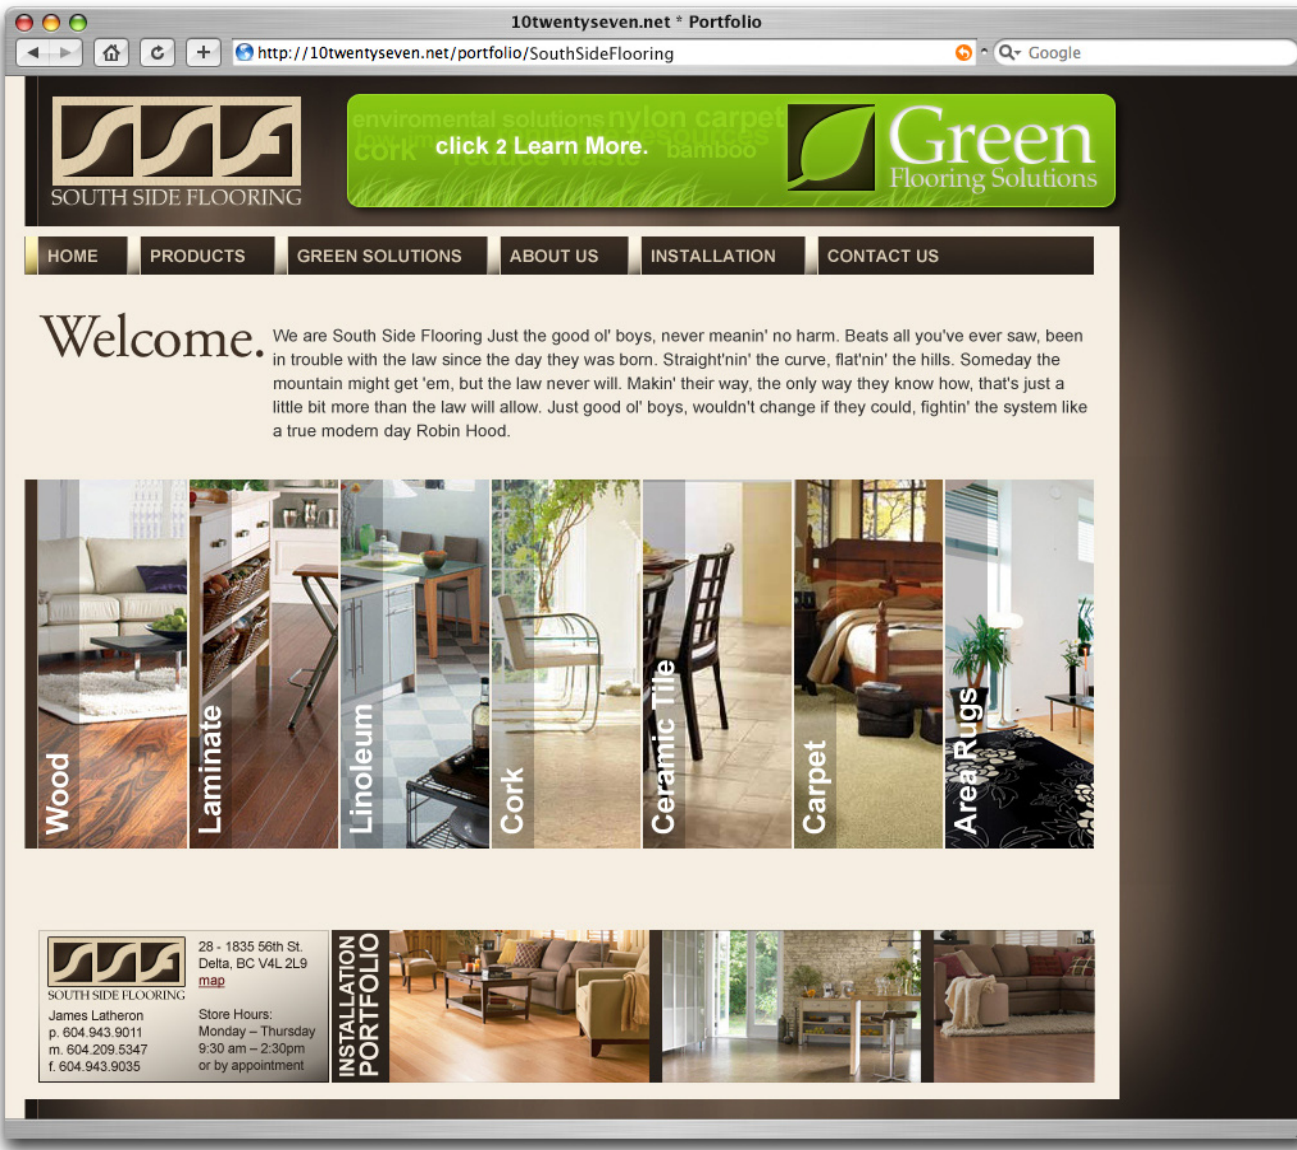 10twentyseven.net * Portfolio
http://10twentyseven.net/portfolio/SouthSideFlooring
Google
SSF
SOUTH SIDE FLOORING
enviromental solutions nylon carpet
resources
cork
reduce waste
bamboo
click 2 Learn More.
Green
Flooring Solutions
HOME
PRODUCTS
GREEN SOLUTIONS
ABOUT US
INSTALLATION
CONTACT US
Welcome.
We are South Side Flooring Just the good ol' boys, never meanin' no harm. Beats all you've ever saw, been
in trouble with the law since the day they was born. Straight'nin' the curve, flat'nin' the hills. Someday the
mountain might get 'em, but the law never will. Makin' their way, the only way they know how, that's just a
little bit more than the law will allow. Just good ol' boys, wouldn't change if they could, fightin' the system like
a true modern day Robin Hood.
Wood
Laminate
Linoleum
Cork
Ceramic Tile
Carpet
Area Rugs
SSF
SOUTH SIDE FLOORING
James Latheron
p. 604.943.9011
m. 604.209.5347
f. 604.943.9035
28 - 1835 56th St.
Delta, BC V4L 2L9
map
Store Hours:
Monday – Thursday
9:30 am – 2:30pm
or by appointment
INSTALLATION
PORTFOLIO